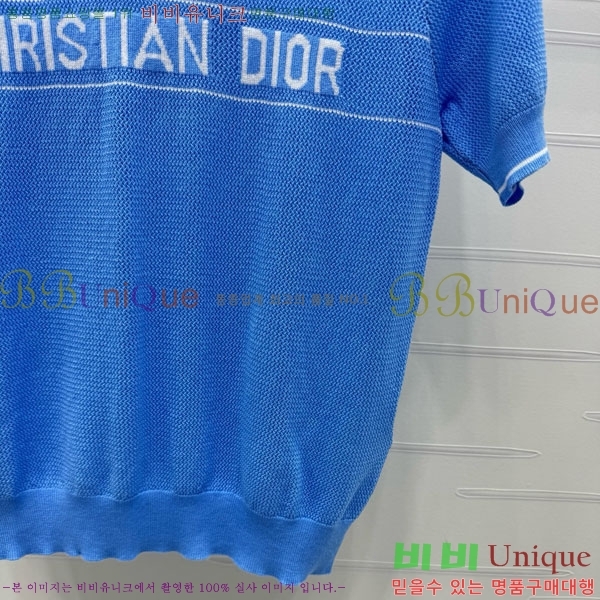 비비유니크
HRISTIAN DIOR
BBUniQue
BBUniQue
비비 Unique
-본 이미지는 비비유니크에서 촬영한 100% 실사 이미지 입니다.-
믿을수 있는 명품구매대행